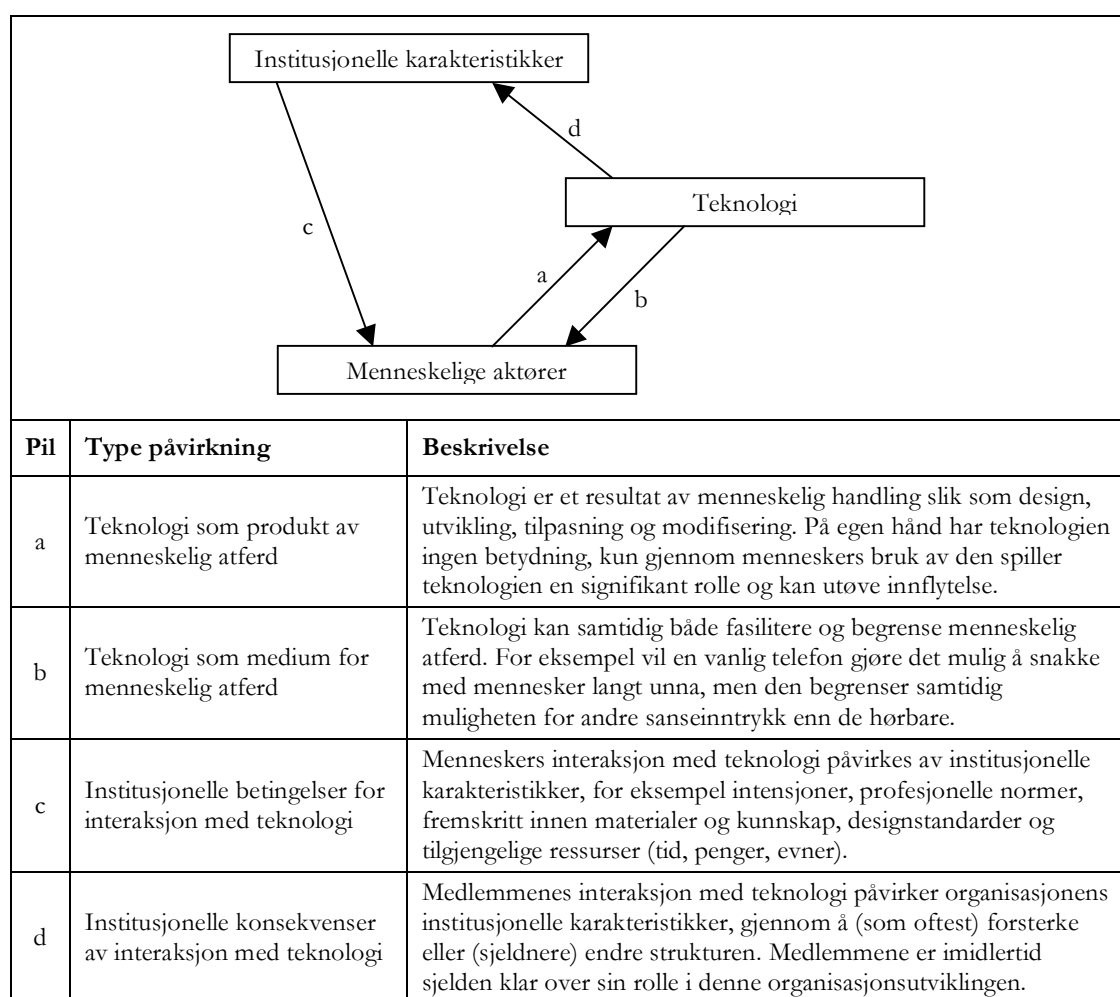 Institusjonelle karakteristikker
d
Teknologi
c
a
b
Menneskelige aktører
Pil Type påvirkning Beskrivelse
a
Teknologi som produkt av
menneskelig atferd
Teknologi er et resultat av menneskelig handling slik som design,
utvikling, tilpasning og modifisering. På egen hånd har teknologien
ingen betydning, kun gjennom menneskers bruk av den spiller
teknologien en signifikant rolle og kan utøve innflytelse.
b
Teknologi som medium for
menneskelig atferd
Teknologi kan samtidig både fasilitere og begrense menneskelig
atferd. For eksempel vil en vanlig telefon gjøre det mulig å snakke
med mennesker langt unna, men den begrenser samtidig
muligheten for andre sanseinntrykk enn de hørbare.
c
Institusjonelle betingelser for
interaksjon med teknologi
Menneskers interaksjon med teknologi påvirkes av institusjonelle
karakteristikker, for eksempel intensjoner, profesjonelle normer,
fremskritt innen materialer og kunnskap, designstandarder og
tilgjengelige ressurser (tid, penger, evner).
d
Institusjonelle konsekvenser
av interaksjon med teknologi
Medlemmenes interaksjon med teknologi påvirker organisasjonens
institusjonelle karakteristikker, gjennom å (som oftest) forsterke
eller (sjeldnere) endre strukturen. Medlemmene er imidlertid
sjelden klar over sin rolle i denne organisasjonsutviklingen.